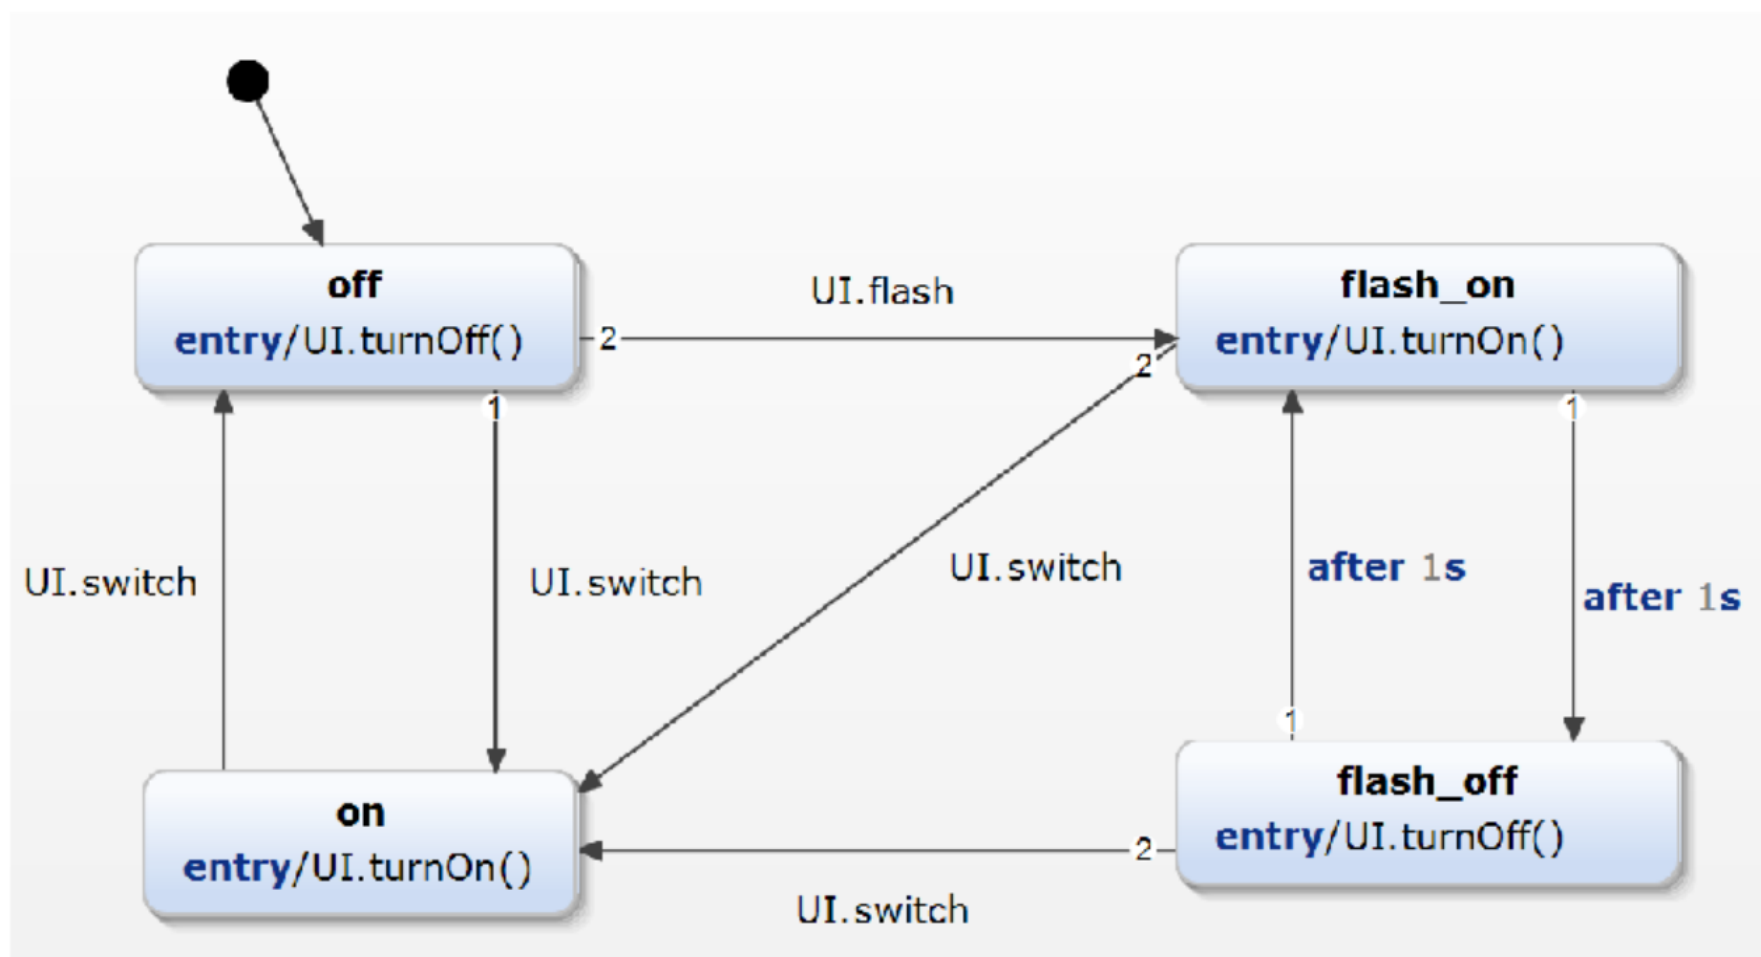 off
entry/UI.turnOff()
2
UI.flash
flash_on
entry/UI.turnOn()
2
1
1
UI.switch
UI.switch
UI.switch
after 1s
after 1s
1
on
entry/UI.turnOn()
2
UI.switch
flash_off
entry/UI.turnOff()